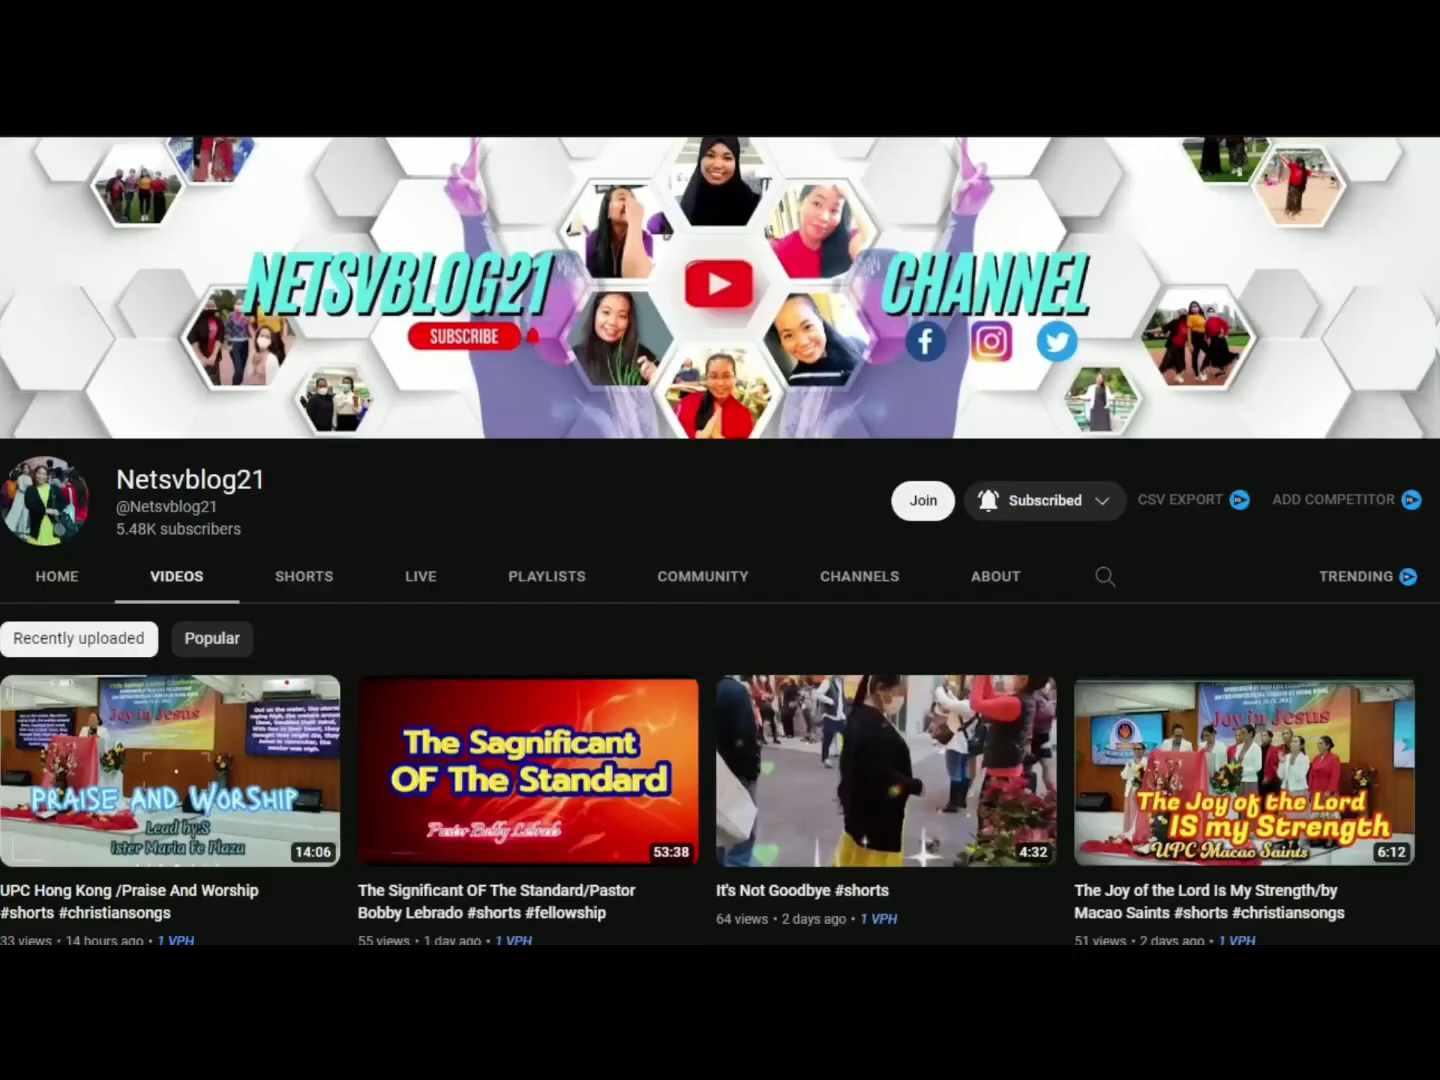 NETSVBLOG21
CHANNEL
SUBSCRIBE
Netsvblog21
@Netsvblog21
5.48K subscribers
Join
Subscribed
CSV EXPORT
ADD COMPETITOR
HOME
VIDEOS
SHORTS
LIVE
PLAYLISTS
COMMUNITY
CHANNELS
ABOUT
TRENDING
Recently uploaded
Popular
Joy in Jesus
PRAISE AND WORSHIP
Lead by:S
ister Maria Fe Plaza
14:06
The Sagnificant
OF The Standard
Pastor Bobby Lebrado
53:38
4:32
Joy in Jesus
The Joy of the Lord
IS my Strength
UPC Macao Saints
6:12
UPC Hong Kong /Praise And Worship
#shorts #christiansongs
33 views • 14 hours ago • 1 VPH
The Significant OF The Standard/Pastor
Bobby Lebrado #shorts #fellowship
55 views • 1 day ago • 1 VPH
It's Not Goodbye #shorts
64 views • 2 days ago • 1 VPH
The Joy of the Lord Is My Strength/by
Macao Saints #shorts #christiansongs
51 views • 2 days ago • 1 VPH